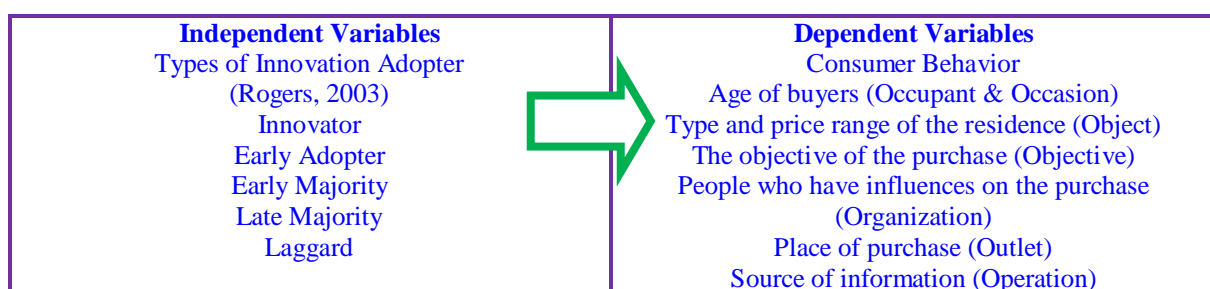 Independent Variables
Types of Innovation Adopter
(Rogers, 2003)
Innovator
Early Adopter
Early Majority
Late Majority
Laggard
Dependent Variables
Consumer Behavior
Age of buyers (Occupant & Occasion)
Type and price range of the residence (Object)
The objective of the purchase (Objective)
People who have influences on the purchase
(Organization)
Place of purchase (Outlet)
Source of information (Operation)